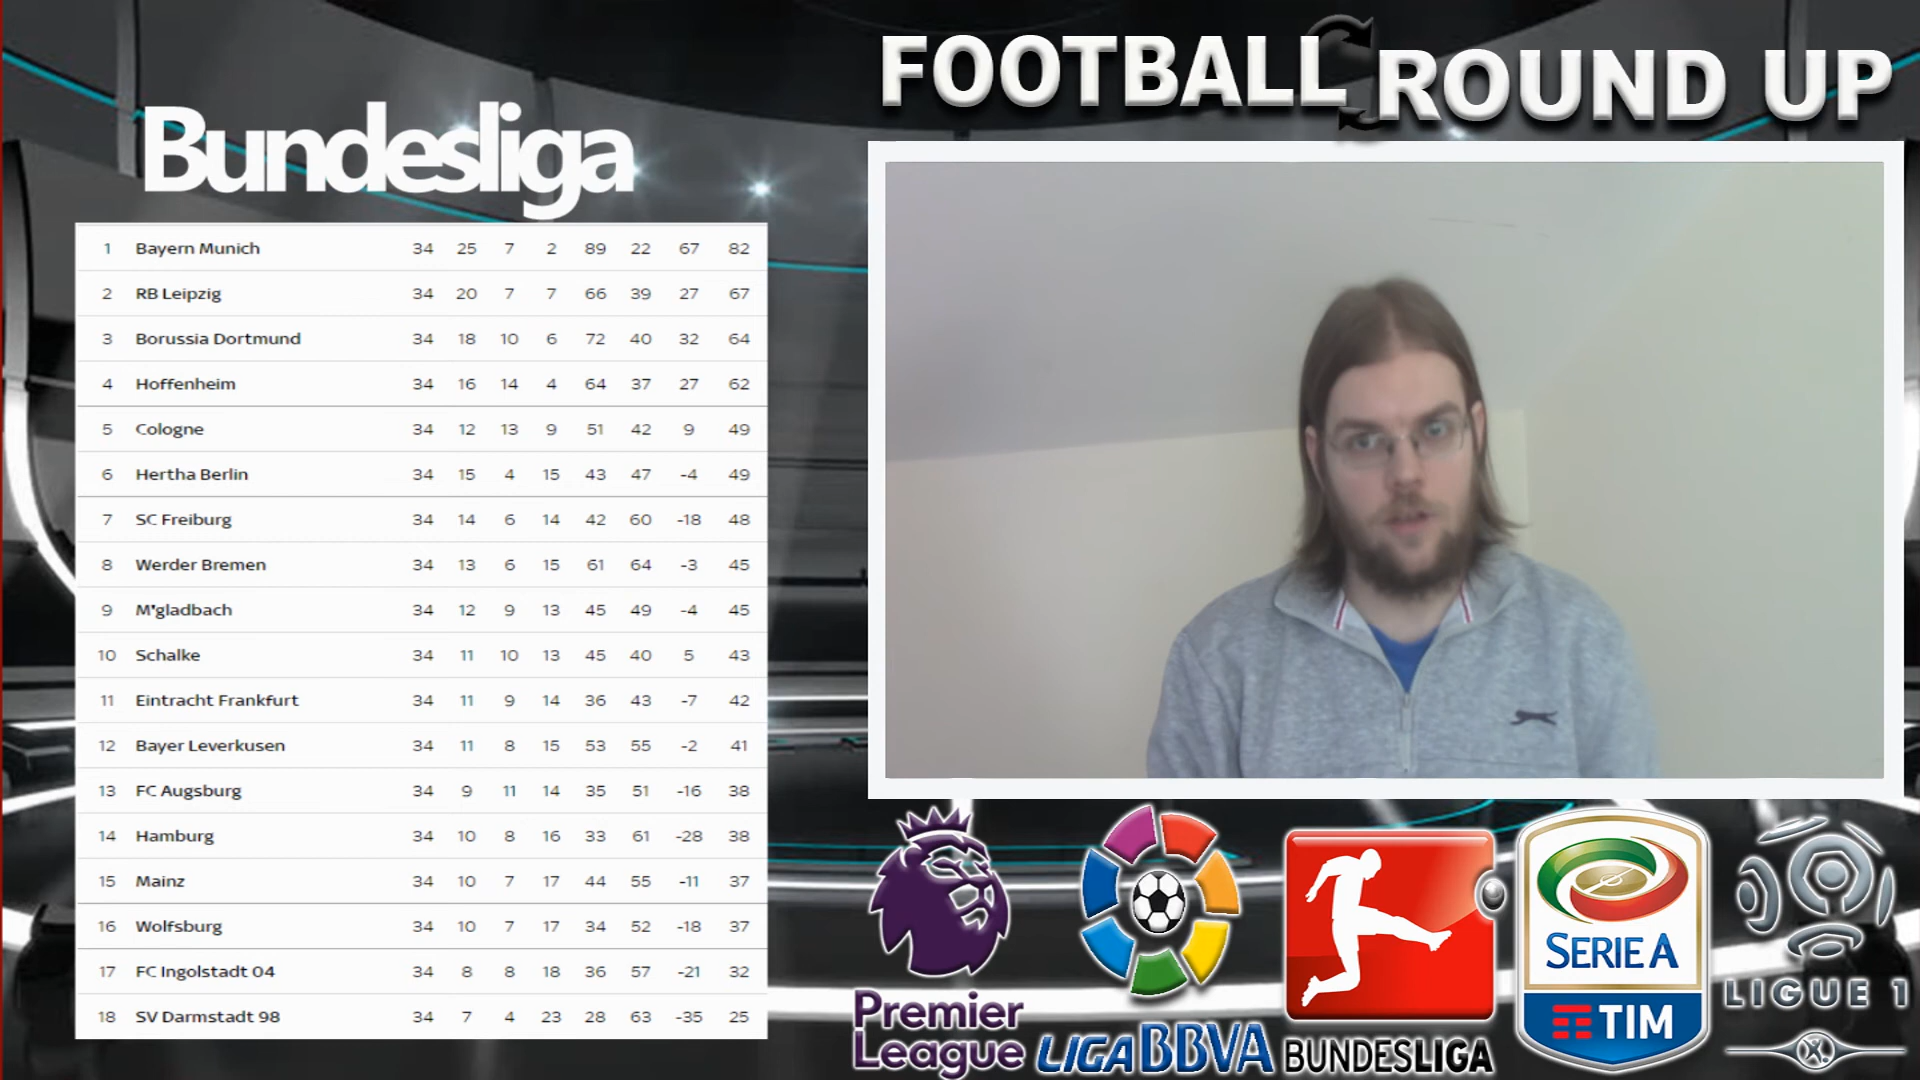 FOOTBALL ROUND UP
Bundesliga
1 Bayern Munich 34 25 7 2 89 22 67 82
2 RB Leipzig 34 20 7 7 66 39 27 67
3 Borussia Dortmund 34 18 10 6 72 40 32 64
4 Hoffenheim 34 16 14 4 64 37 27 62
5 Cologne 34 12 13 9 51 42 9 49
6 Hertha Berlin 34 15 4 15 43 47 -4 49
7 SC Freiburg 34 14 6 14 42 60 -18 48
8 Werder Bremen 34 13 6 15 61 64 -3 45
9 M'gladbach 34 12 9 13 45 49 -4 45
10 Schalke 34 11 10 13 45 40 5 43
11 Eintracht Frankfurt 34 11 9 14 36 43 -7 42
12 Bayer Leverkusen 34 11 8 15 53 55 -2 41
13 FC Augsburg 34 9 11 14 35 51 -16 38
14 Hamburg 34 10 8 16 33 61 -28 38
15 Mainz 34 10 7 17 44 55 -11 37
16 Wolfsburg 34 10 7 17 34 52 -18 37
17 FC Ingolstadt 04 34 8 8 18 36 57 -21 32
18 SV Darmstadt 98 34 7 4 23 28 63 -35 25
Premier
League
LIGA BBVA
BUNDESLIGA
SERIE A
TIM
LIGUE 1